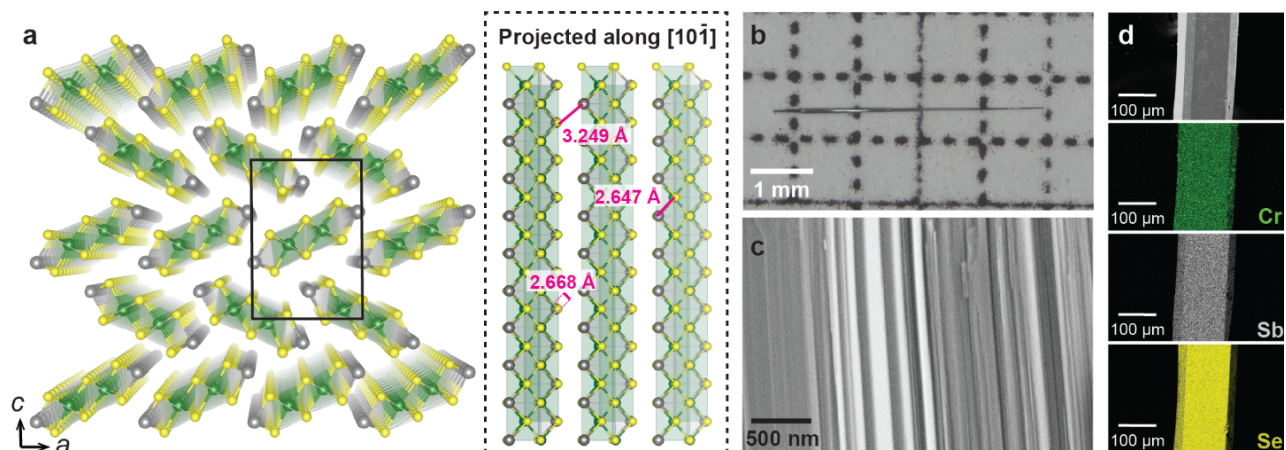 a
Projected along [101̄]
3.249 Å
2.647 Å
2.668 Å
c
a
b
1 mm
c
500 nm
d
100 µm
100 µm
Cr
100 µm
Sb
100 µm
Se